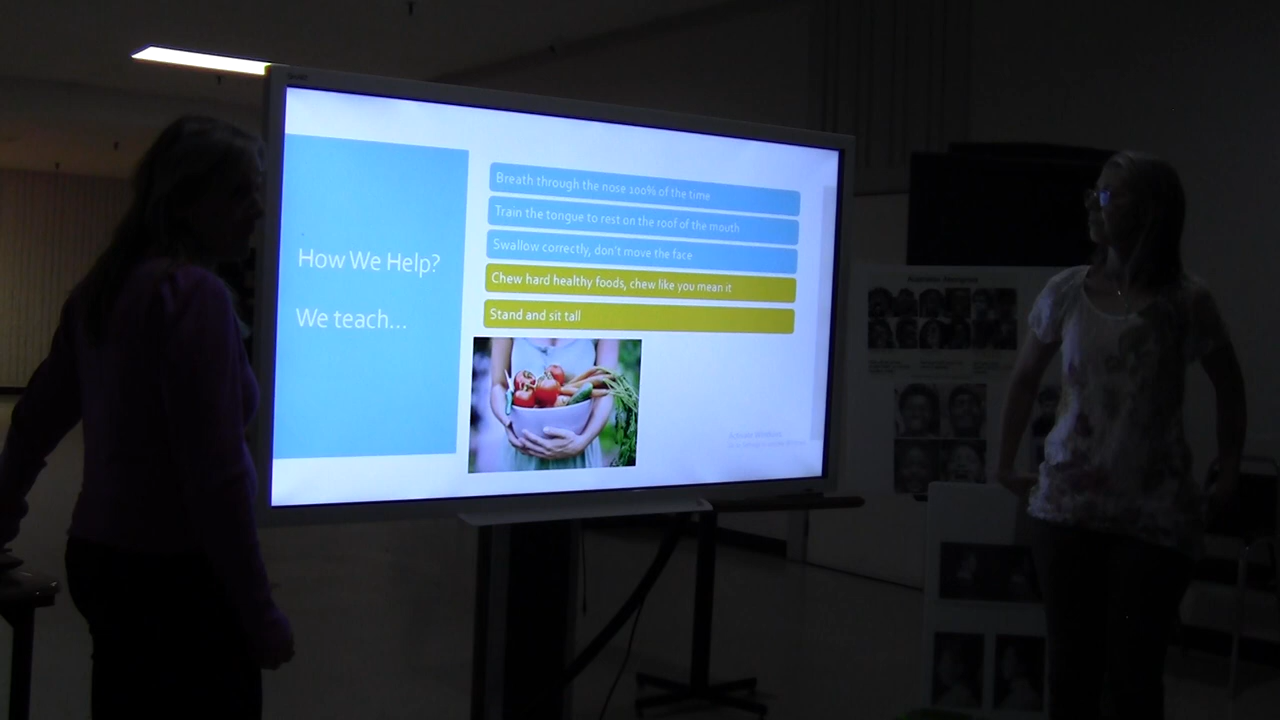 How We Help?
We teach...
Breath through the nose 100% of the time
Train the tongue to rest on the roof of the mouth
Swallow correctly, don't move the face
Chew hard healthy foods, chew like you mean it
Stand and sit tall
Activate Windows